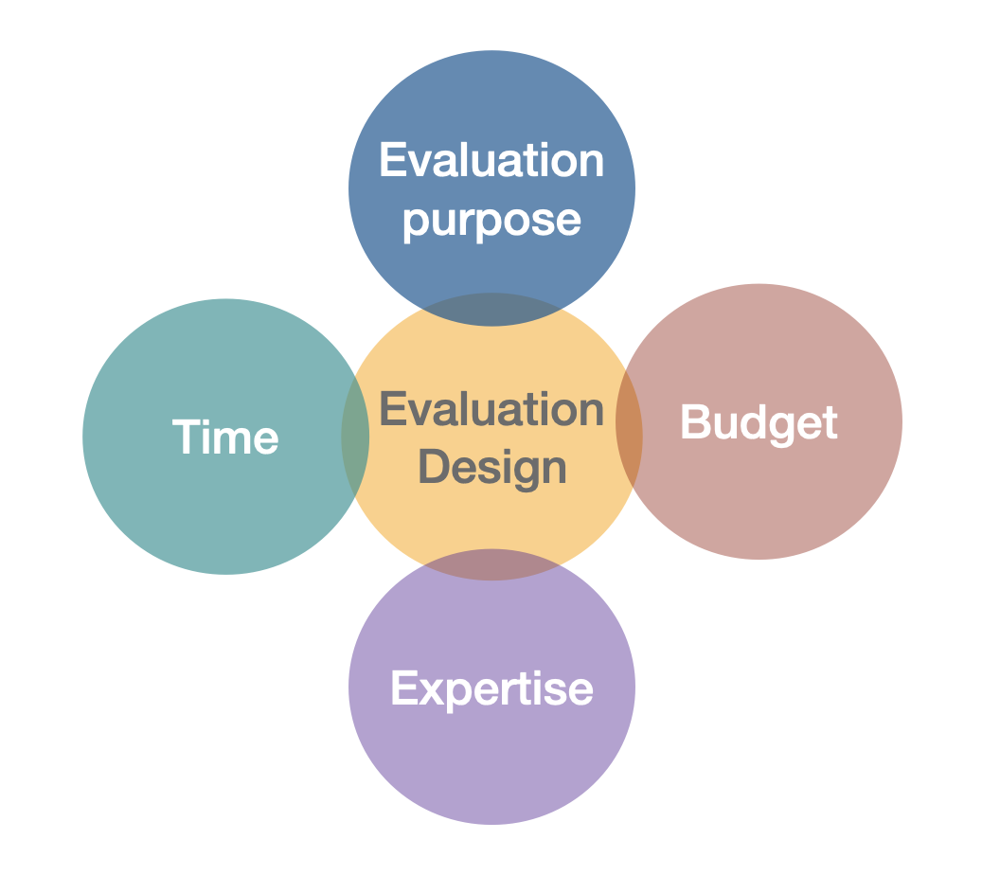 Evaluation
purpose
Time
Evaluation
Design
Budget
Expertise